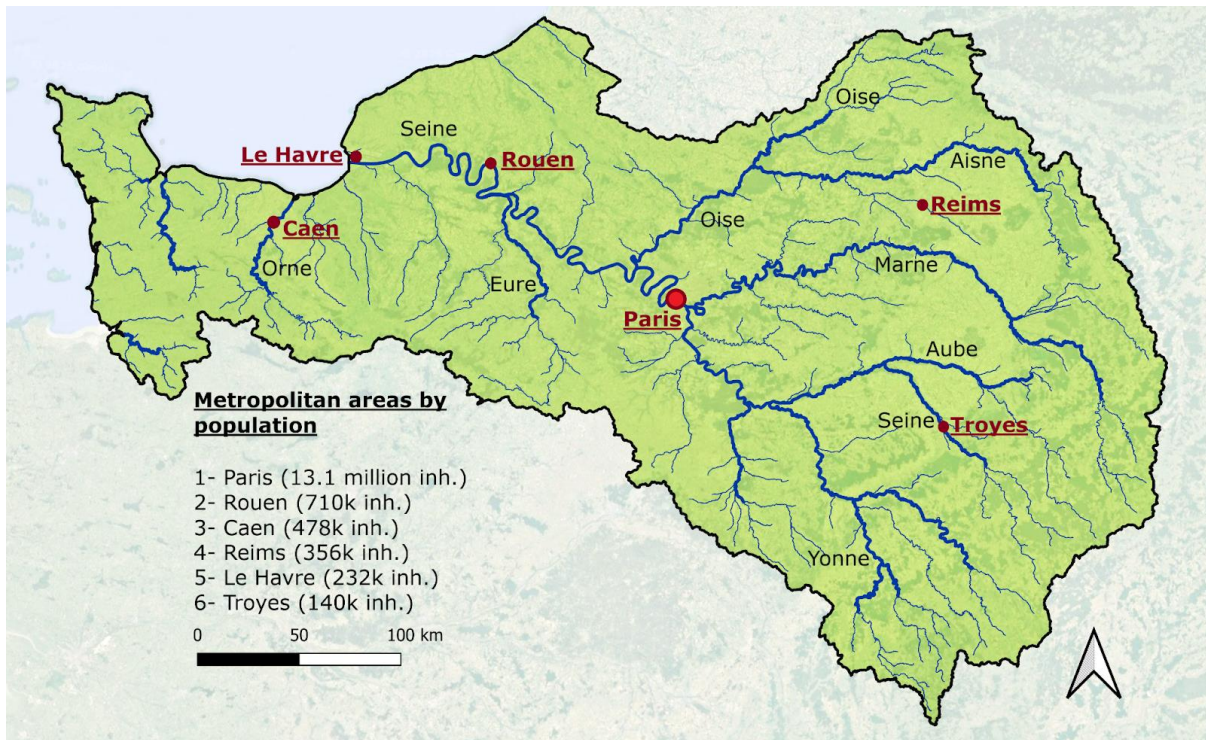 Oise
Seine
Le Havre
Rouen
Aisne
Reims
Oise
Caen
Orne
Eure
Marne
Paris
Aube
Seine
Troyes
Yonne
Metropolitan areas by
population
1- Paris (13.1 million inh.)
2- Rouen (710k inh.)
3- Caen (478k inh.)
4- Reims (356k inh.)
5- Le Havre (232k inh.)
6- Troyes (140k inh.)
0 50 100 km